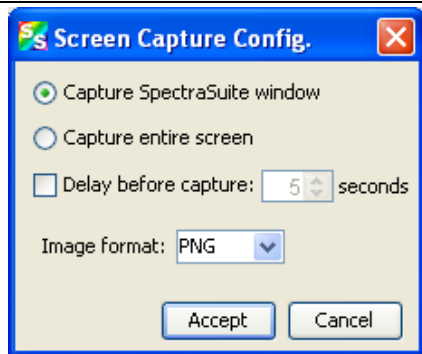 SS Screen Capture Config.
Capture SpectraSuite window
Capture entire screen
Delay before capture: 5 seconds
Image format: PNG
Accept Cancel